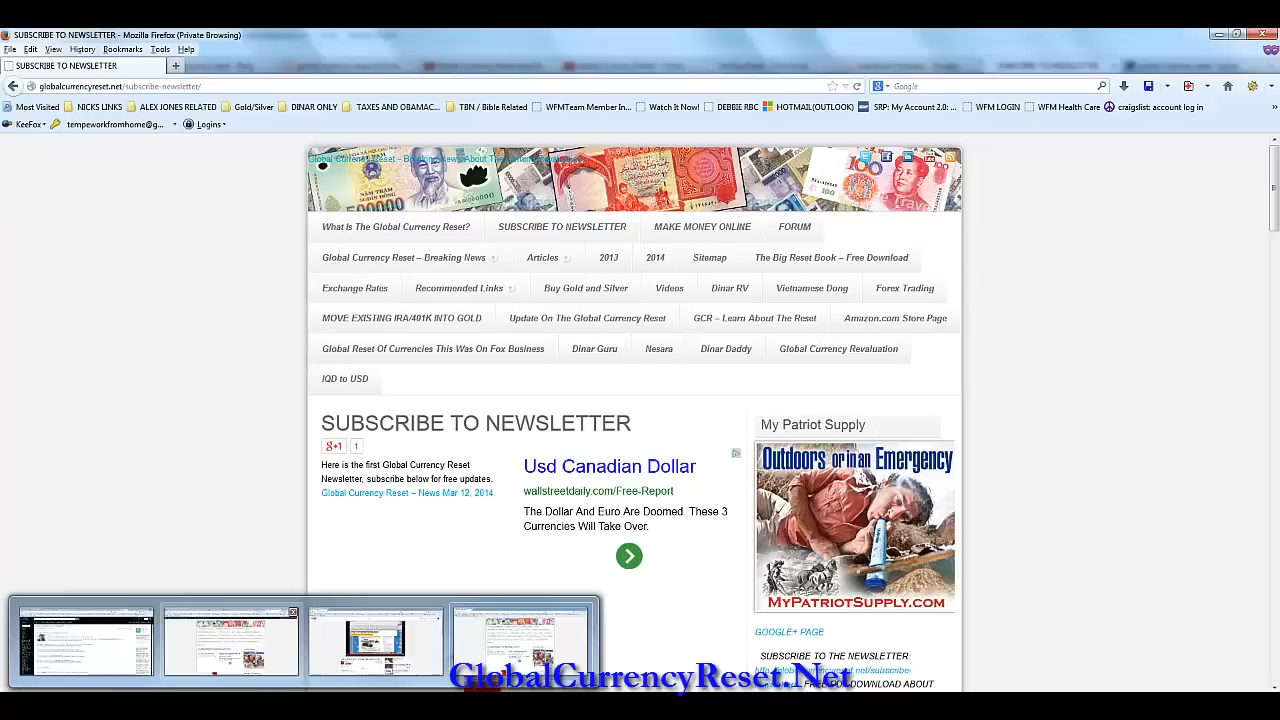 SUBSCRIBE TO NEWSLETTER - Mozilla Firefox (Private Browsing)
File Edit View History Bookmarks Tools Help
SUBSCRIBE TO NEWSLETTER +
globalcurrencyreset.net/subscribe-newsletter/ Google
Most Visited NICKS LINKS ALEX JONES RELATED Gold/Silver DINAR ONLY TAXES AND OBAMAC... TBN / Bible Related WFMTeam Member In... Watch It Now! DEBBIE RBC HOTMAIL(OUTLOOK) SRP: My Account 2.0: ... WFM LOGIN WFM Health Care craigslist: account log in »
KeeFox tempeworkfromhome@g... Logins
Global Currency Reset - Breaking News About The
What Is The Global Currency Reset? SUBSCRIBE TO NEWSLETTER MAKE MONEY ONLINE FORUM
Global Currency Reset – Breaking News Articles 2013 2014 Sitemap The Big Reset Book – Free Download
Exchange Rates Recommended Links Buy Gold and Silver Videos Dinar RV Vietnamese Dong Forex Trading
MOVE EXISTING IRA/401K INTO GOLD Update On The Global Currency Reset GCR – Learn About The Reset Amazon.com Store Page
Global Reset Of Currencies This Was On Fox Business Dinar Guru Nesara Dinar Daddy Global Currency Revaluation
IQD to USD
SUBSCRIBE TO NEWSLETTER
g+1 1
Here is the first Global Currency Reset
Newsletter, subscribe below for free updates.
Global Currency Reset – News Mar 12, 2014
Usd Canadian Dollar
wallstreetdaily.com/Free-Report
The Dollar And Euro Are Doomed. These 3
Currencies Will Take Over.
My Patriot Supply
Outdoors or in an Emergency
MYPATRIOTSUPPLY.COM
GOOGLE+ PAGE
SUBSCRIBE TO THE NEWSLETTER
DOWNLOAD ABOUT
GlobalCurrencyReset.Net